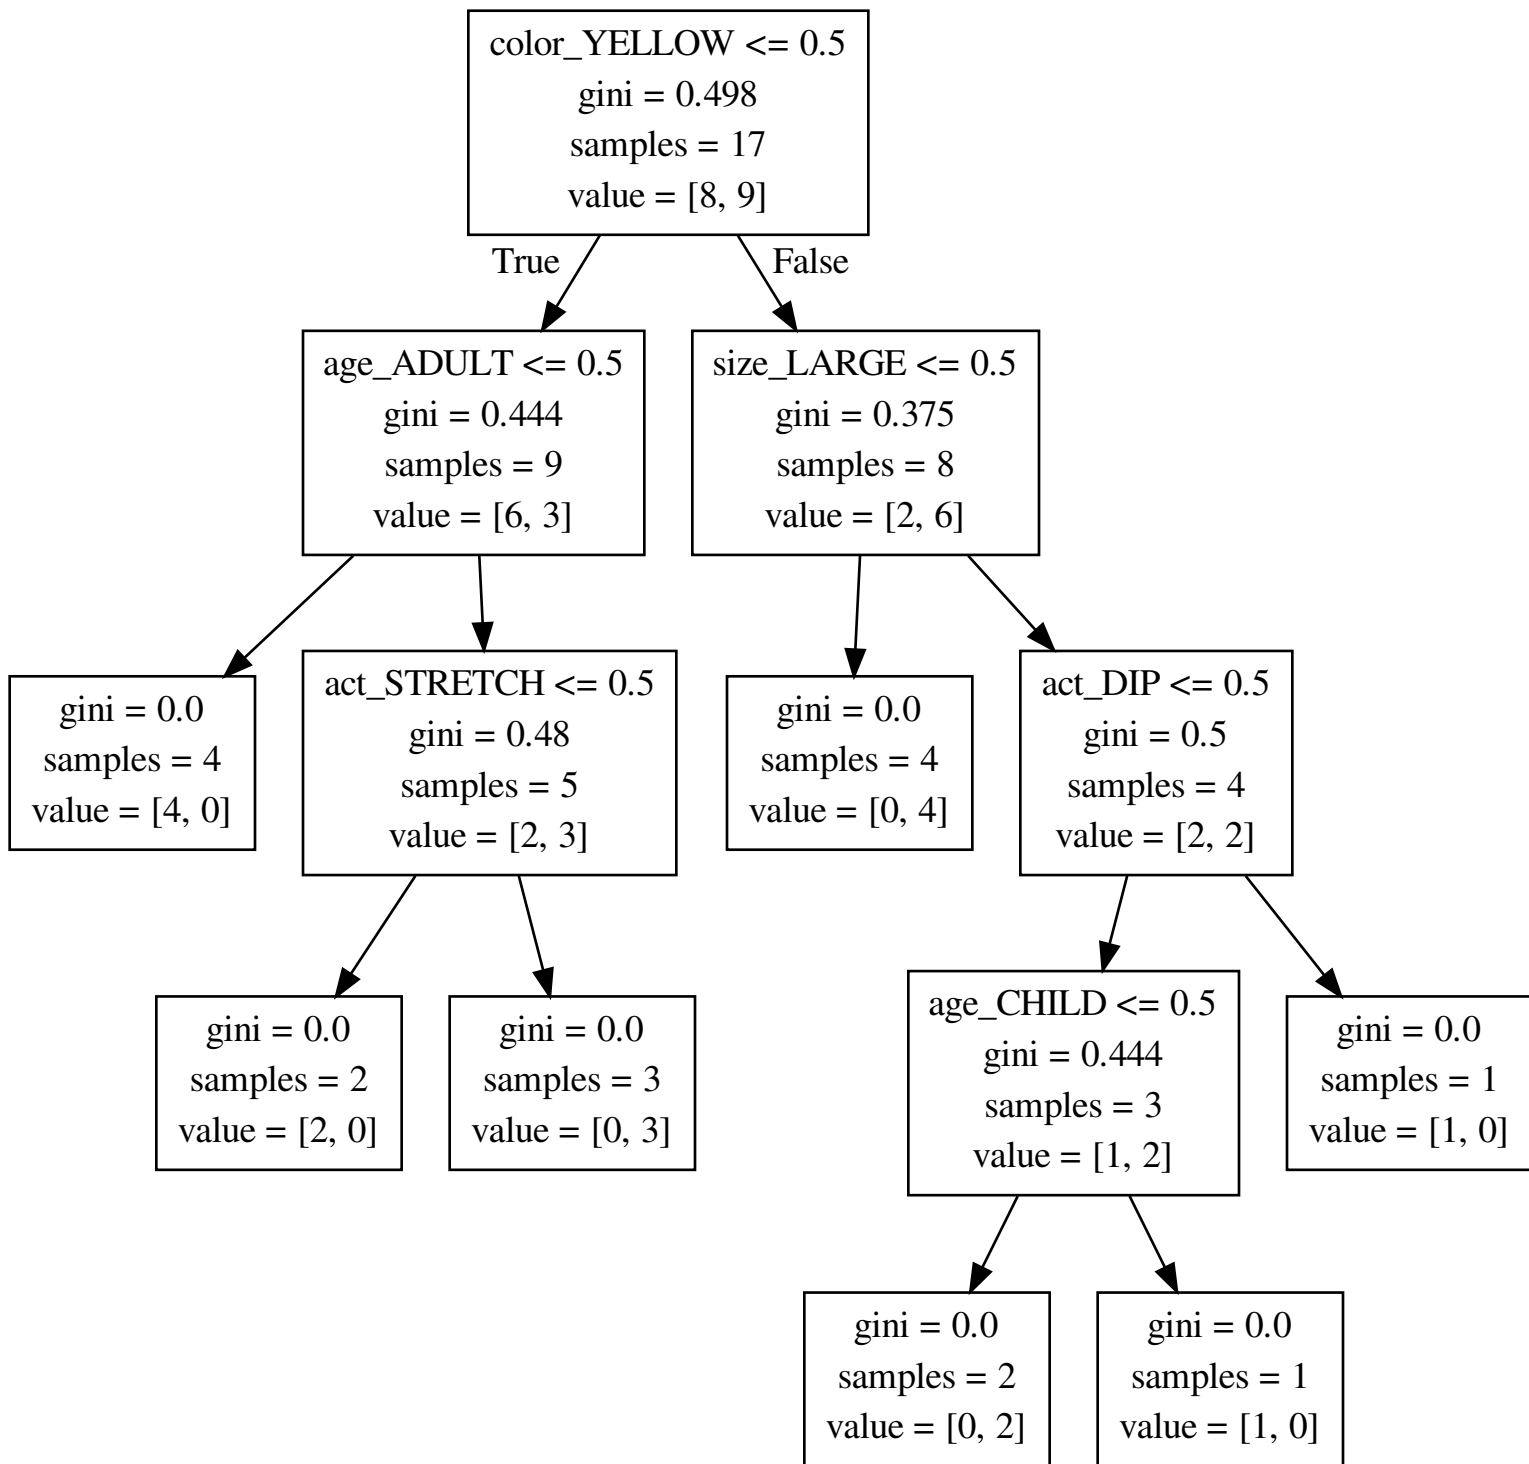 color_YELLOW <= 0.5
gini = 0.498
samples = 17
value = [8, 9]
True
False
age_ADULT <= 0.5
gini = 0.444
samples = 9
value = [6, 3]
size_LARGE <= 0.5
gini = 0.375
samples = 8
value = [2, 6]
gini = 0.0
samples = 4
value = [4, 0]
act_STRETCH <= 0.5
gini = 0.48
samples = 5
value = [2, 3]
gini = 0.0
samples = 4
value = [0, 4]
act_DIP <= 0.5
gini = 0.5
samples = 4
value = [2, 2]
gini = 0.0
samples = 2
value = [2, 0]
gini = 0.0
samples = 3
value = [0, 3]
age_CHILD <= 0.5
gini = 0.444
samples = 3
value = [1, 2]
gini = 0.0
samples = 1
value = [1, 0]
gini = 0.0
samples = 2
value = [0, 2]
gini = 0.0
samples = 1
value = [1, 0]